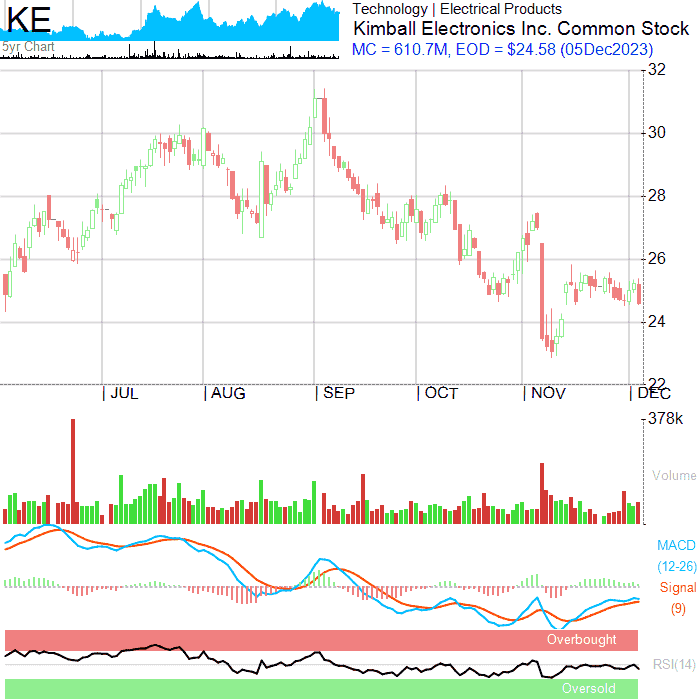 KE
5yr Chart
Technology | Electrical Products
Kimball Electronics Inc. Common Stock
MC = 610.7M, EOD = $24.58 (05Dec2023)
32
30
28
26
24
22
| JUL | AUG | SEP | OCT | NOV | DEC
378k
Volume
MACD
(12-26)
Signal
(9)
Overbought
RSI(14)
Oversold